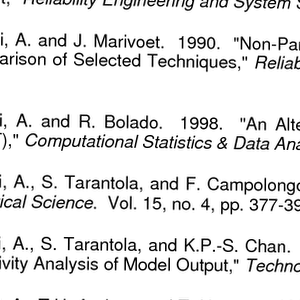 t," Reliability Engineering and System S
i, A. and J. Marivoet. 1990. "Non-Par
arison of Selected Techniques," Reliab
i, A. and R. Bolado. 1998. "An Alte
")," Computational Statistics & Data Ana
i, A., S. Tarantola, and F. Campolongo
ical Science. Vol. 15, no. 4, pp. 377-39
i, A., S. Tarantola, and K.P.-S. Chan.
ivity Analysis of Model Output," Techno